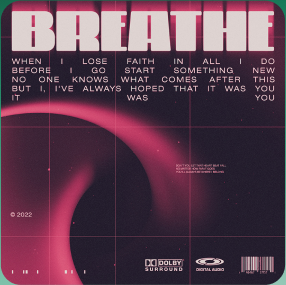 BREATHE
WHEN I LOSE FAITH IN ALL I DO
BEFORE I GO START SOMETHING NEW
NO ONE KNOWS WHAT COMES AFTER THIS
BUT I, I'VE ALWAYS HOPED THAT IT WAS YOU
IT WAS YOU
© 2022
DOLBY
SURROUND
DIGITAL AUDIO